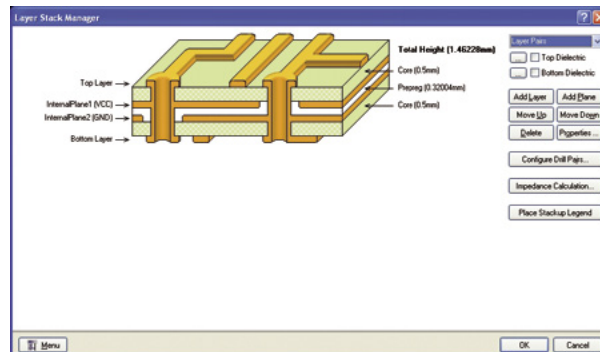 Layer Stack Manager
Total Height (1.46228mm)
Layer Pairs
... Top Dielectric
... Bottom Dielectric
Top Layer
Core (0.5mm)
InternalPlane1 (VCC)
Prepreg (0.32004mm)
InternalPlane2 (GND)
Core (0.5mm)
Bottom Layer
Add Layer Add Plane
Move Up Move Down
Delete Properties ...
Configure Drill Pairs...
Impedance Calculation...
Place Stackup Legend
Menu
OK Cancel